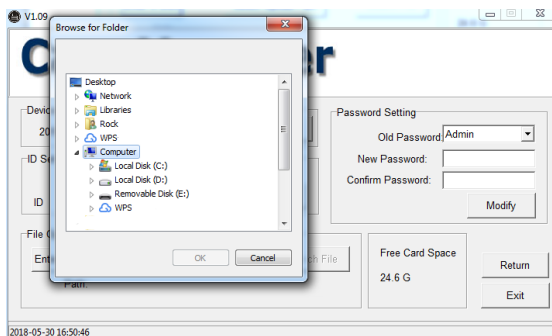 V1.09
Browse for Folder
Desktop
Network
Libraries
Rock
WPS
Computer
Local Disk (C:)
Local Disk (D:)
Removable Disk (E:)
WPS
OK
Cancel
Password Setting
Old Password:
Admin
New Password:
Confirm Password:
Modify
ID
Path:
Free Card Space
24.6 G
Return
Exit
2018-05-30 16:50:46